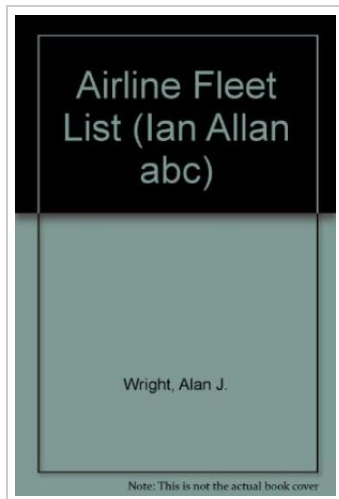 Airline Fleet
List (Ian Allan
abc)
Wright, Alan J.
Note: This is not the actual book cover